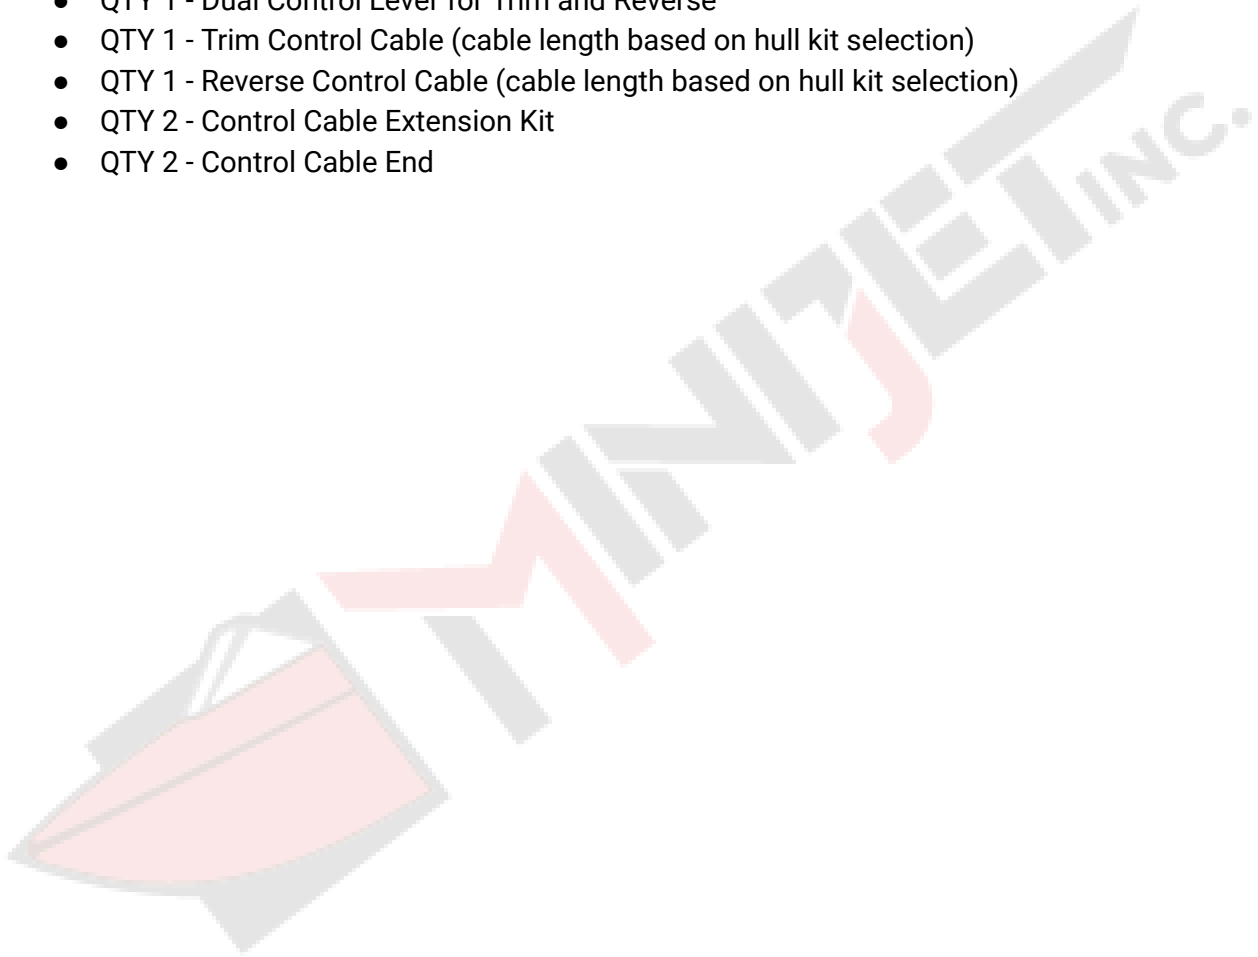 ● QTY 1 - Dual Control Lever for Trim and Reverse
● QTY 1 - Trim Control Cable (cable length based on hull kit selection)
● QTY 1 - Reverse Control Cable (cable length based on hull kit selection)
● QTY 2 - Control Cable Extension Kit
● QTY 2 - Control Cable End
MINIJET INC.